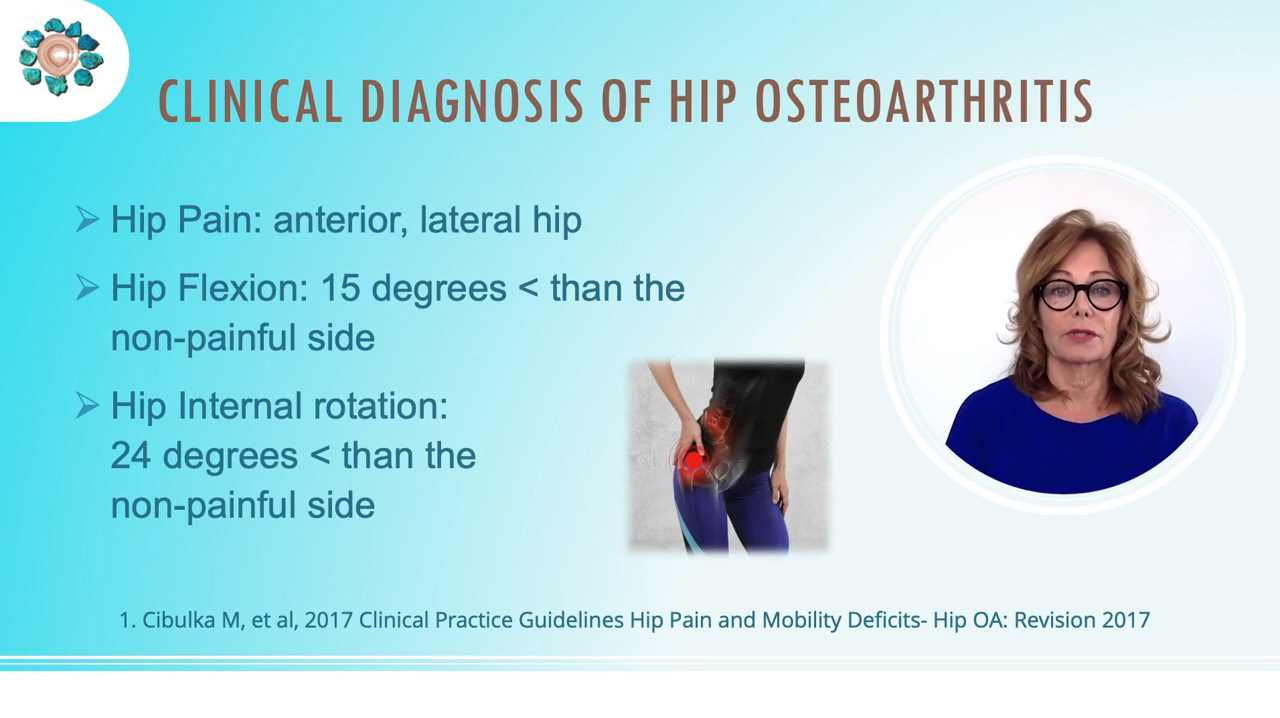 CLINICAL DIAGNOSIS OF HIP OSTEOARTHRITIS
Hip Pain: anterior, lateral hip
Hip Flexion: 15 degrees < than the
non-painful side
Hip Internal rotation:
24 degrees < than the
non-painful side
1. Cibulka M, et al, 2017 Clinical Practice Guidelines Hip Pain and Mobility Deficits- Hip OA: Revision 2017